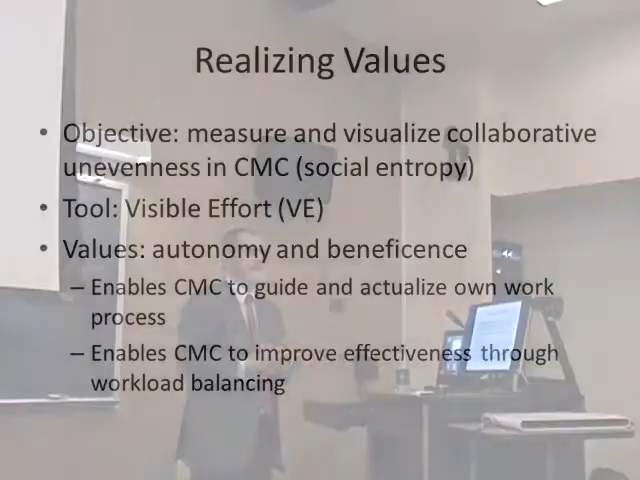 Realizing Values
• Objective: measure and visualize collaborative
unevenness in CMC (social entropy)
• Tool: Visible Effort (VE)
• Values: autonomy and beneficence
– Enables CMC to guide and actualize own work
process
– Enables CMC to improve effectiveness through
workload balancing